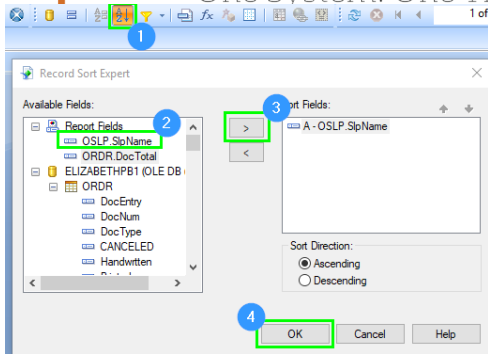 1 of
1
Record Sort Expert
Available Fields:
Report Fields
OSLP.SlpName
ORDR.DocTotal
ELIZABETHPB1 (OLE DB
ORDR
DocEntry
DocNum
DocType
CANCELED
Handwrtten
2
>
<
3
ort Fields:
A - OSLP.SlpName
Sort Direction:
Ascending
Descending
4
OK
Cancel
Help